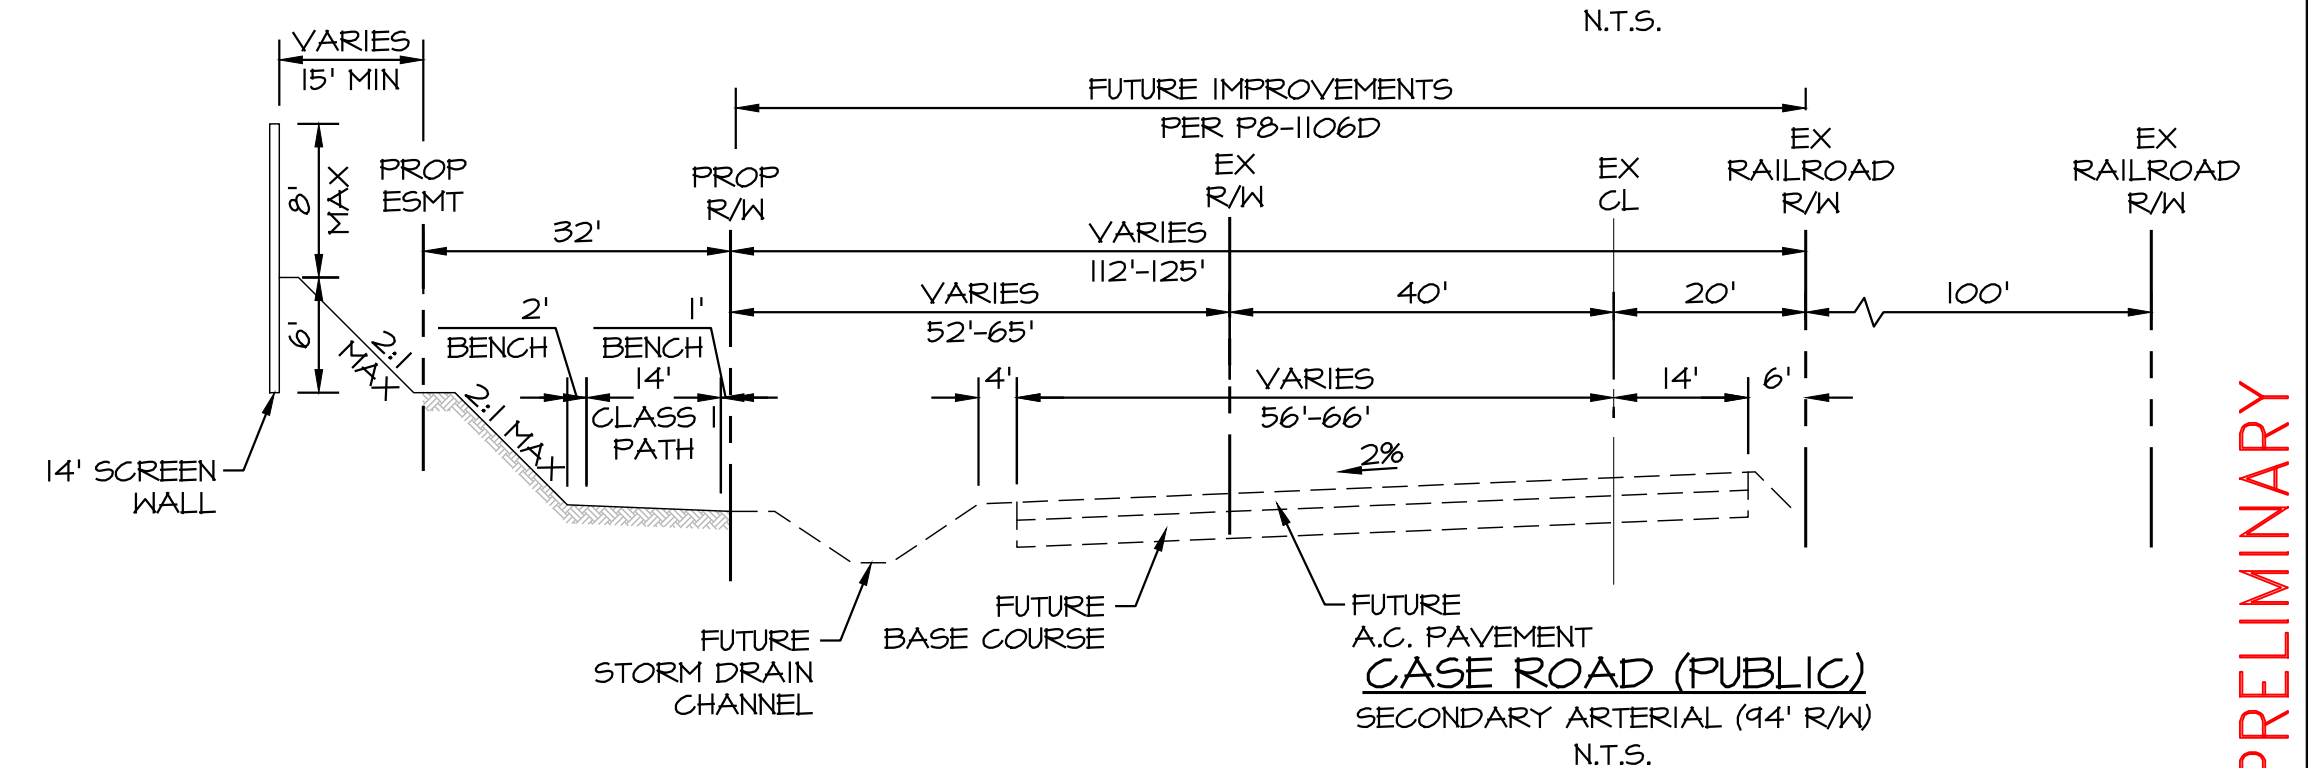 N.T.S.
VARIES
15' MIN
FUTURE IMPROVEMENTS
PER P8-1106D
8'
MAX
6'
PROP
ESMT
PROP
R/W
EX
R/W
EX
CL
EX
RAILROAD
R/W
EX
RAILROAD
R/W
32'
VARIES
112'-125'
VARIES
52'-65'
40'
20'
100'
2'
BENCH
1'
BENCH
14'
CLASS I
PATH
4'
VARIES
56'-66'
14'
6'
2:1
MAX
2:1 MAX
2%
14' SCREEN
WALL
FUTURE
STORM DRAIN
CHANNEL
FUTURE
BASE COURSE
FUTURE
A.C. PAVEMENT
CASE ROAD (PUBLIC)
SECONDARY ARTERIAL (94' R/W)
N.T.S.
PRELIMINARY